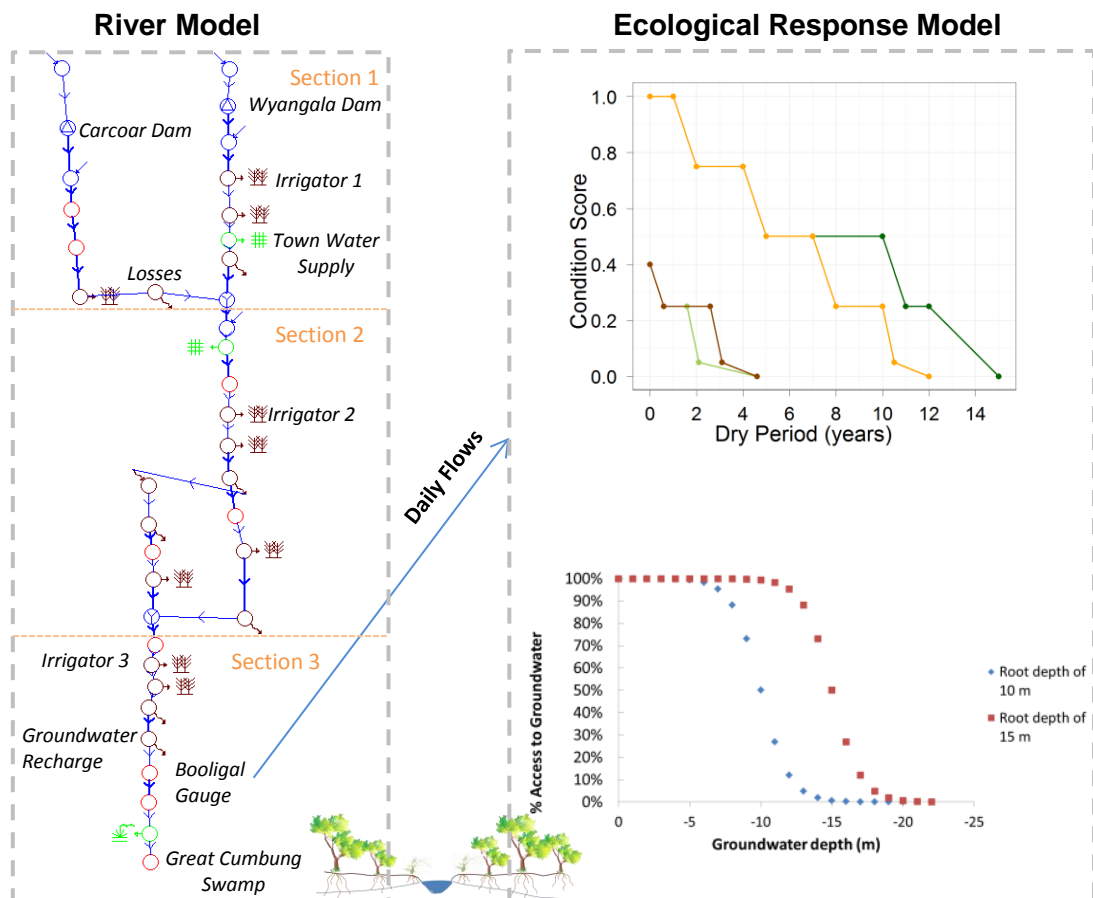 River Model
Ecological Response Model
Section 1
Wyangala Dam
Carcoar Dam
Irrigator 1
Town Water
Supply
Losses
Section 2
Irrigator 2
Section 3
Irrigator 3
Groundwater
Recharge
Booligal
Gauge
Great Cumbung
Swamp
Daily Flows
Condition Score
1.0
0.8
0.6
0.4
0.2
0.0
0 2 4 6 8 10 12 14
Dry Period (years)
% Access to Groundwater
100%
90%
80%
70%
60%
50%
40%
30%
20%
10%
0%
0 -5 -10 -15 -20 -25
Groundwater depth (m)
Root depth of
10 m
Root depth of
15 m